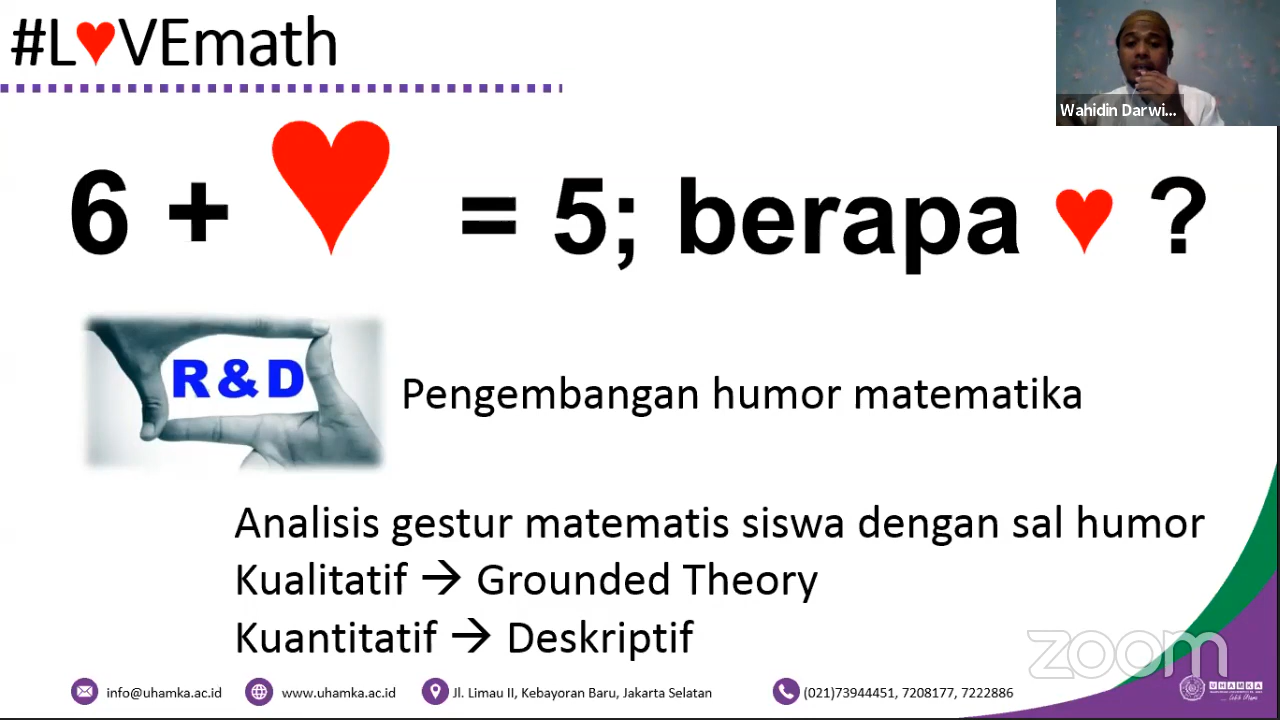 #L♥VEmath
Wahidin Darwi...
6 + ♥ = 5; berapa ♥ ?
R & D
Pengembangan humor matematika
Analisis gestur matematis siswa dengan sal humor
Kualitatif → Grounded Theory
Kuantitatif → Deskriptif
zoom
info@uhamka.ac.id
www.uhamka.ac.id
Jl. Limau II, Kebayoran Baru, Jakarta Selatan
(021)73944451, 7208177, 7222886
UHAMKA